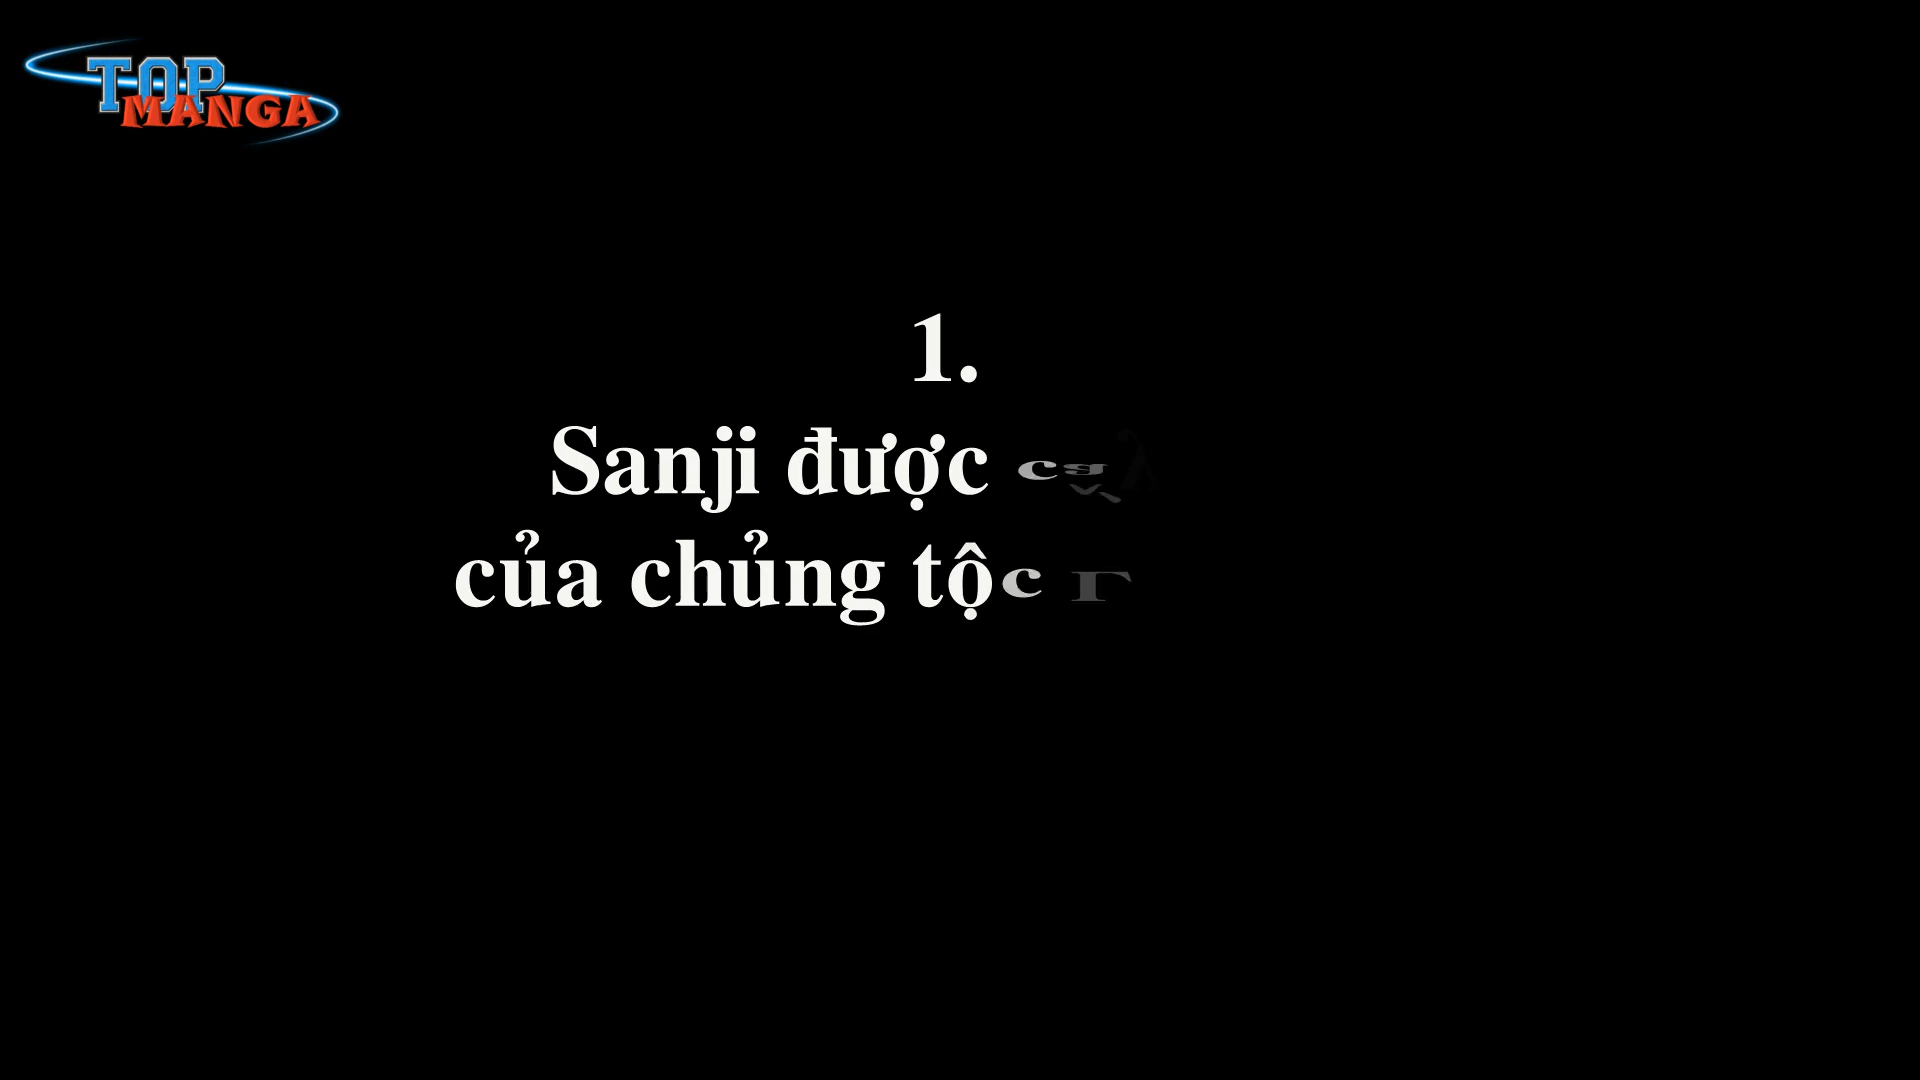 TOP
MANGA
1.
Sanji được
của chủng tộc